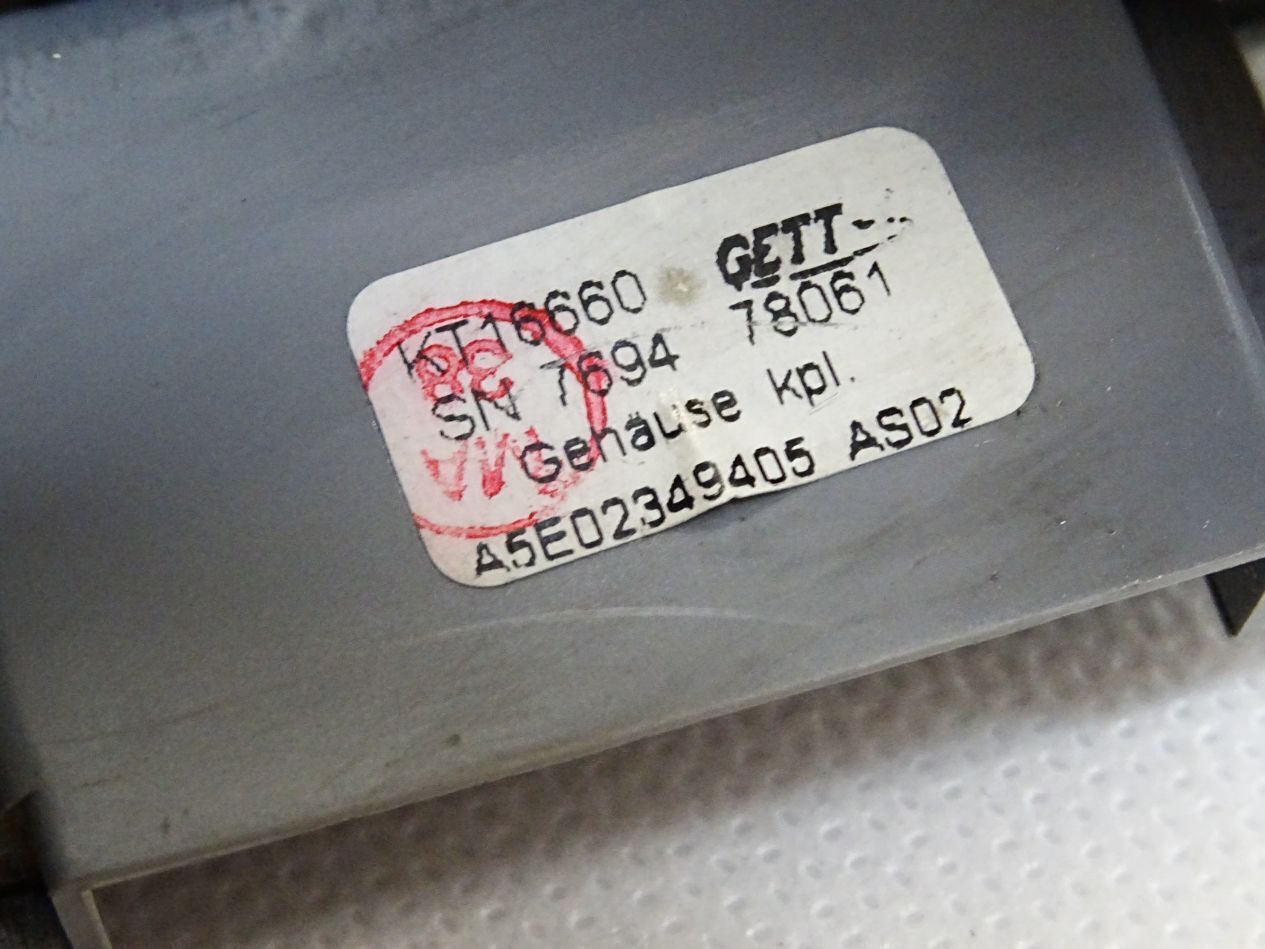 GETT
KT16660
SN 7694 78061
Gehäuse kpl.
A5E02349405 AS02